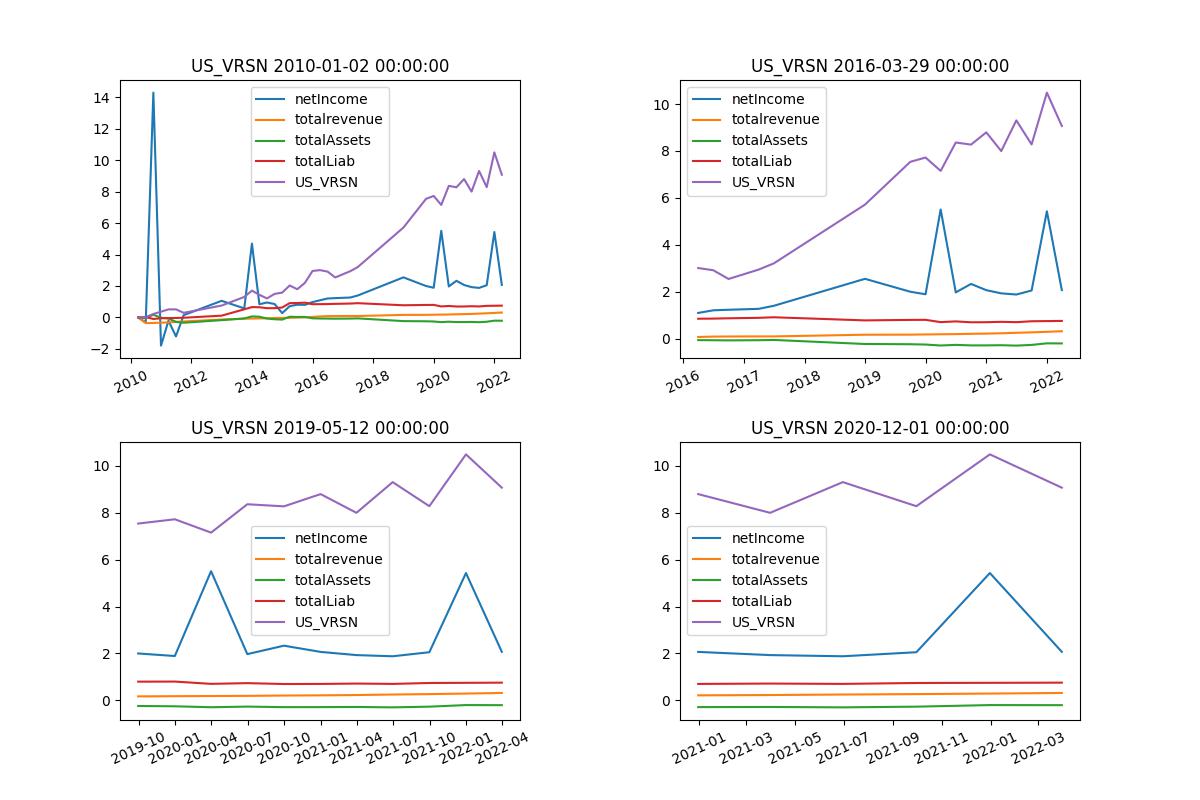 US_VRSN 2010-01-02 00:00:00
14
12
10
8
6
4
2
0
−2
netIncome
totalrevenue
totalAssets
totalLiab
US_VRSN
2010 2012 2014 2016 2018 2020 2022
US_VRSN 2016-03-29 00:00:00
10
8
6
4
2
0
netIncome
totalrevenue
totalAssets
totalLiab
US_VRSN
2016 2017 2018 2019 2020 2021 2022
US_VRSN 2019-05-12 00:00:00
10
8
6
4
2
0
netIncome
totalrevenue
totalAssets
totalLiab
US_VRSN
2019-10 2020-01 2020-04 2020-07 2020-10 2021-01 2021-04 2021-07 2021-10 2022-01 2022-04
US_VRSN 2020-12-01 00:00:00
10
8
6
4
2
0
netIncome
totalrevenue
totalAssets
totalLiab
US_VRSN
2021-01 2021-03 2021-05 2021-07 2021-09 2021-11 2022-01 2022-03